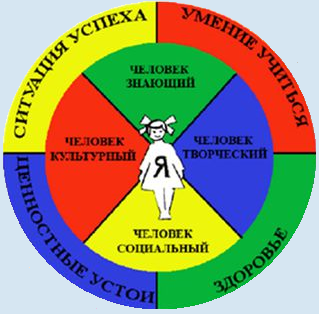 СИТУАЦИЯ УСПЕХА
УМЕНИЕ УЧИТЬСЯ
ЧЕЛОВЕК
ЗНАЮЩИЙ
ЧЕЛОВЕК
КУЛЬТУРНЫЙ
ЧЕЛОВЕК
ТВОРЧЕСКИЙ
Я
ЧЕЛОВЕК
СОЦИАЛЬНЫЙ
ЦЕННОСТНЫЕ УСТОИ
ЗДОРОВЬЕ